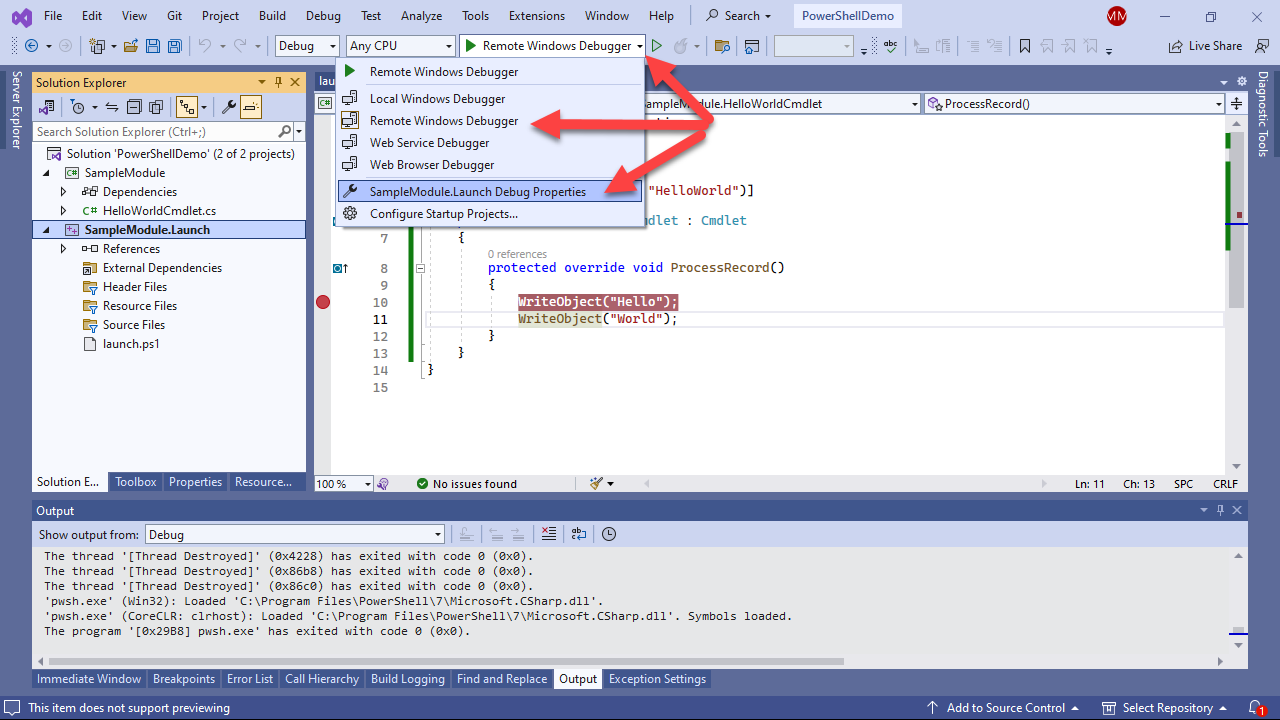 File Edit View Git Project Build Debug Test Analyze Tools Extensions Window Help Search PowerShellDemo MM
Debug Any CPU Remote Windows Debugger Live Share
Server Explorer
Solution Explorer
Search Solution Explorer (Ctrl+;)
Solution 'PowerShellDemo' (2 of 2 projects)
SampleModule
Dependencies
C# HelloWorldCmdlet.cs
SampleModule.Launch
References
External Dependencies
Header Files
Resource Files
Source Files
launch.ps1
Solution E... Toolbox Properties Resource...
Remote Windows Debugger
Local Windows Debugger
Remote Windows Debugger
Web Service Debugger
Web Browser Debugger
SampleModule.Launch Debug Properties
Configure Startup Projects...
SampleModule.HelloWorldCmdlet ProcessRecord()
"HelloWorld")]
Cmdlet : Cmdlet
7 {
0 references
8 protected override void ProcessRecord()
9 {
10 WriteObject("Hello");
11 WriteObject("World");
12 }
13 }
14 }
15
100 % No issues found Ln: 11 Ch: 13 SPC CRLF
Diagnostic Tools
Output
Show output from: Debug
The thread '[Thread Destroyed]' (0x4228) has exited with code 0 (0x0).
The thread '[Thread Destroyed]' (0x86b8) has exited with code 0 (0x0).
The thread '[Thread Destroyed]' (0x86c0) has exited with code 0 (0x0).
'pwsh.exe' (Win32): Loaded 'C:\Program Files\PowerShell\7\Microsoft.CSharp.dll'.
'pwsh.exe' (CoreCLR: clrhost): Loaded 'C:\Program Files\PowerShell\7\Microsoft.CSharp.dll'. Symbols loaded.
The program '[0x29B8] pwsh.exe' has exited with code 0 (0x0).
Immediate Window Breakpoints Error List Call Hierarchy Build Logging Find and Replace Output Exception Settings
This item does not support previewing Add to Source Control Select Repository 1